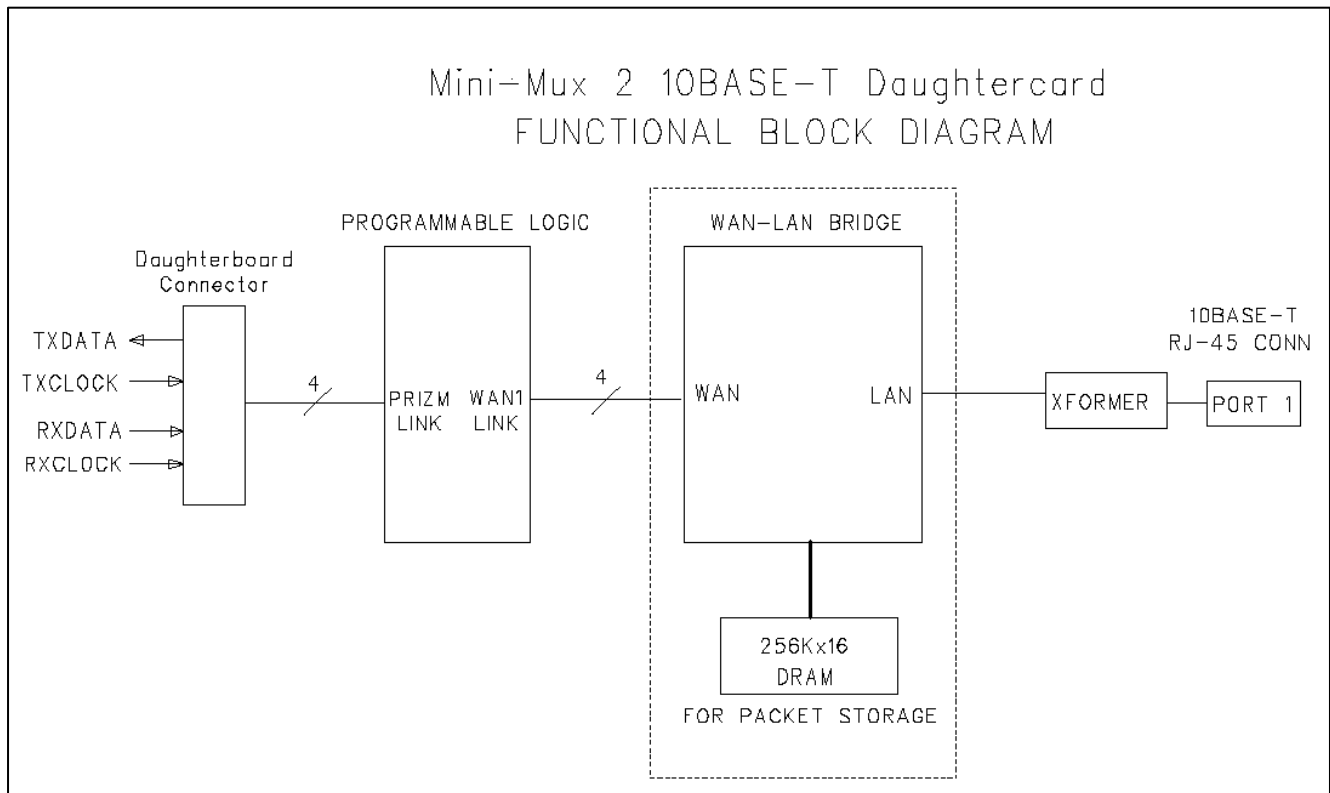 Mini-Mux 2 10BASE-T Daughtercard
FUNCTIONAL BLOCK DIAGRAM
PROGRAMMABLE LOGIC
WAN-LAN BRIDGE
Daughterboard
Connector
10BASE-T
RJ-45 CONN
TXDATA
TXCLOCK
RXDATA
RXCLOCK
4
PRIZM
LINK
WAN1
LINK
4
WAN
LAN
XFORMER
PORT 1
256Kx16
DRAM
FOR PACKET STORAGE